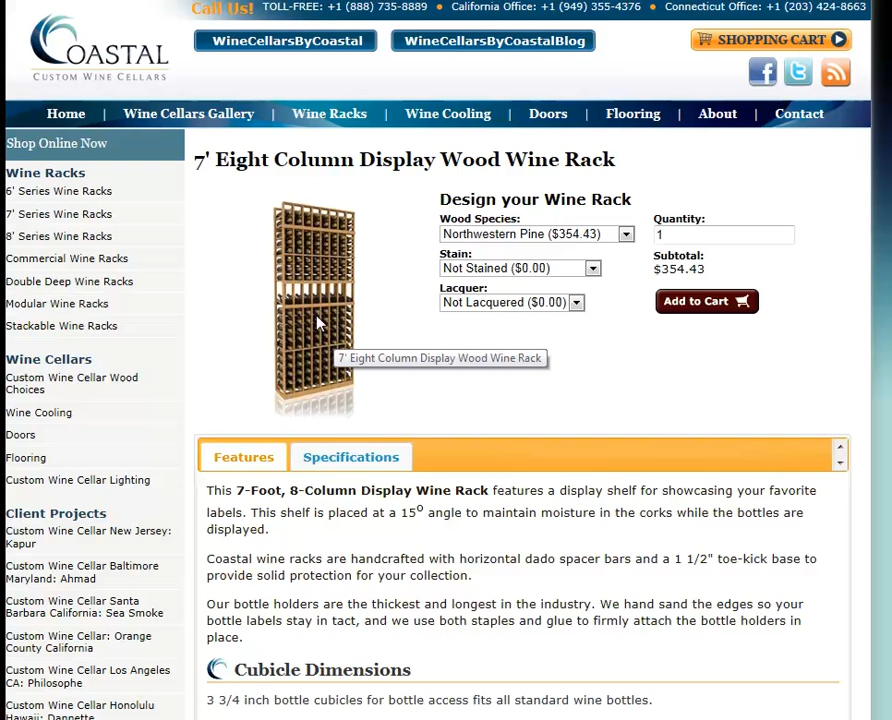 Call Us! TOLL-FREE: +1 (888) 735-8889 • California Office: +1 (949) 355-4376 • Connecticut Office: +1 (203) 424-8663
COASTAL
CUSTOM WINE CELLARS
WineCellarsByCoastal
WineCellarsByCoastalBlog
SHOPPING CART
Home | Wine Cellars Gallery | Wine Racks | Wine Cooling | Doors | Flooring | About | Contact
Shop Online Now
Wine Racks
6' Series Wine Racks
7' Series Wine Racks
8' Series Wine Racks
Commercial Wine Racks
Double Deep Wine Racks
Modular Wine Racks
Stackable Wine Racks
Wine Cellars
Custom Wine Cellar Wood
Choices
Wine Cooling
Doors
Flooring
Custom Wine Cellar Lighting
Client Projects
Custom Wine Cellar New Jersey:
Kapur
Custom Wine Cellar Baltimore
Maryland: Ahmad
Custom Wine Cellar Santa
Barbara California: Sea Smoke
Custom Wine Cellar: Orange
County California
Custom Wine Cellar Los Angeles
CA: Philosophe
Custom Wine Cellar Honolulu
Hawaii: Dannette
7' Eight Column Display Wood Wine Rack
Design your Wine Rack
Wood Species:
Northwestern Pine ($354.43)
Stain:
Not Stained ($0.00)
Lacquer:
Not Lacquered ($0.00)
Quantity:
1
Subtotal:
$354.43
Add to Cart
7' Eight Column Display Wood Wine Rack
Features
Specifications
This 7-Foot, 8-Column Display Wine Rack features a display shelf for showcasing your favorite
labels. This shelf is placed at a 15º angle to maintain moisture in the corks while the bottles are
displayed.
Coastal wine racks are handcrafted with horizontal dado spacer bars and a 1 1/2" toe-kick base to
provide solid protection for your collection.
Our bottle holders are the thickest and longest in the industry. We hand sand the edges so your
bottle labels stay in tact, and we use both staples and glue to firmly attach the bottle holders in
place.
Cubicle Dimensions
3 3/4 inch bottle cubicles for bottle access fits all standard wine bottles.